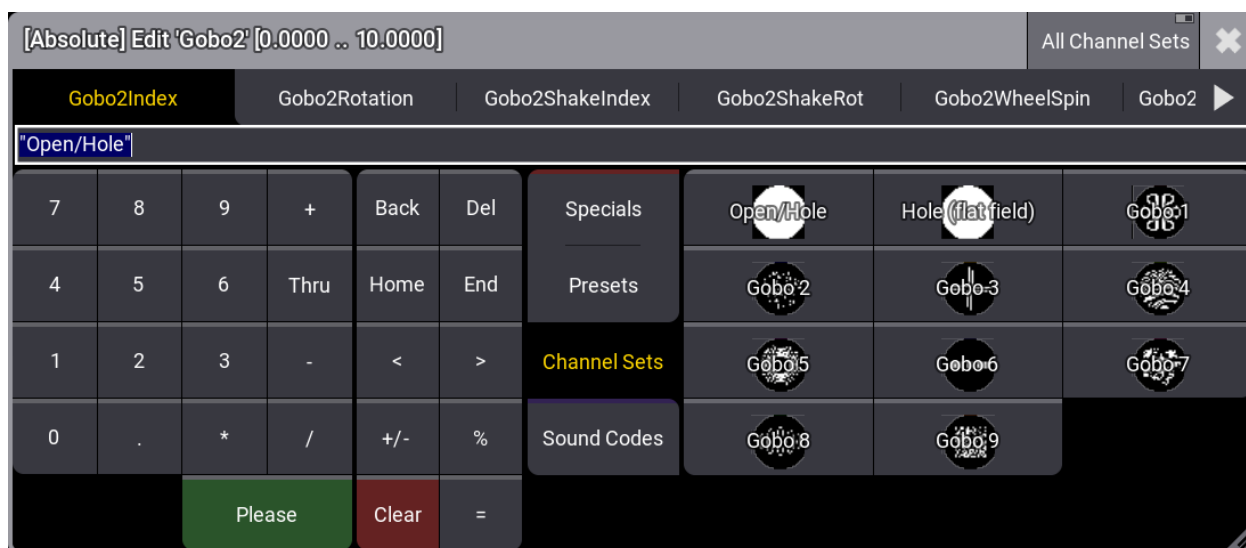 [Absolute] Edit 'Gobo2' [0.0000 .. 10.0000] All Channel Sets
Gobo2Index Gobo2Rotation Gobo2ShakeIndex Gobo2ShakeRot Gobo2WheelSpin Gobo2
"Open/Hole"
7 8 9 + Back Del Specials Open/Hole Hole (flat field) Gobo 1
4 5 6 Thru Home End Presets Gobo 2 Gobo 3 Gobo 4
1 2 3 - < > Channel Sets Gobo 5 Gobo 6 Gobo 7
0 . * / +/- % Sound Codes Gobo 8 Gobo 9
Please Clear =